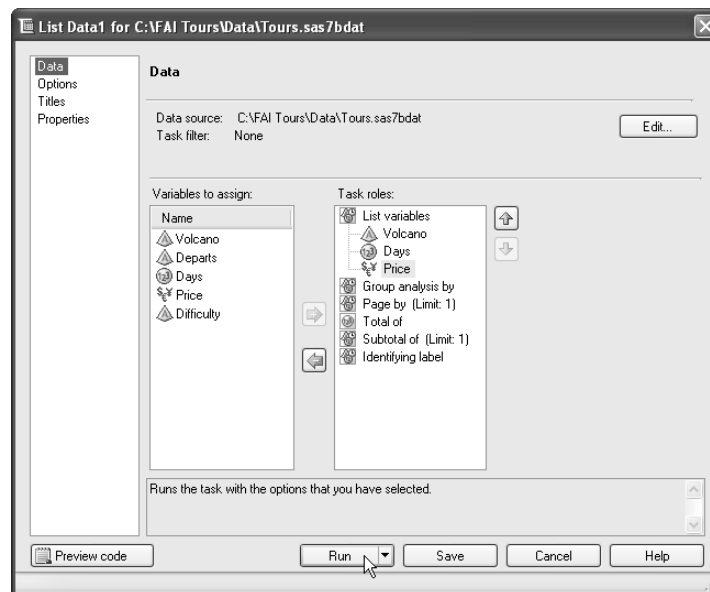 List Data1 for C:\FAI Tours\Data\Tours.sas7bdat
Data
Options
Titles
Properties
Data
Data source: C:\FAI Tours\Data\Tours.sas7bdat
Task filter: None
Edit...
Variables to assign:
Name
Volcano
Departs
Days
Price
Difficulty
Task roles:
List variables
Volcano
Days
Price
Group analysis by
Page by (Limit: 1)
Total of
Subtotal of (Limit: 1)
Identifying label
Runs the task with the options that you have selected.
Preview code
Run
Save
Cancel
Help